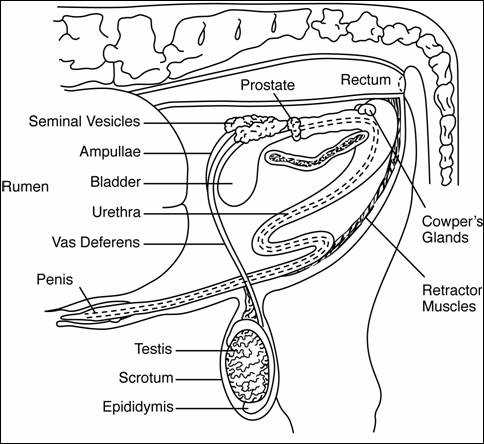 Prostate
Rectum
Seminal Vesicles
Ampullae
Bladder
Rumen
Urethra
Cowper's
Glands
Vas Deferens
Penis
Retractor
Muscles
Testis
Scrotum
Epididymis